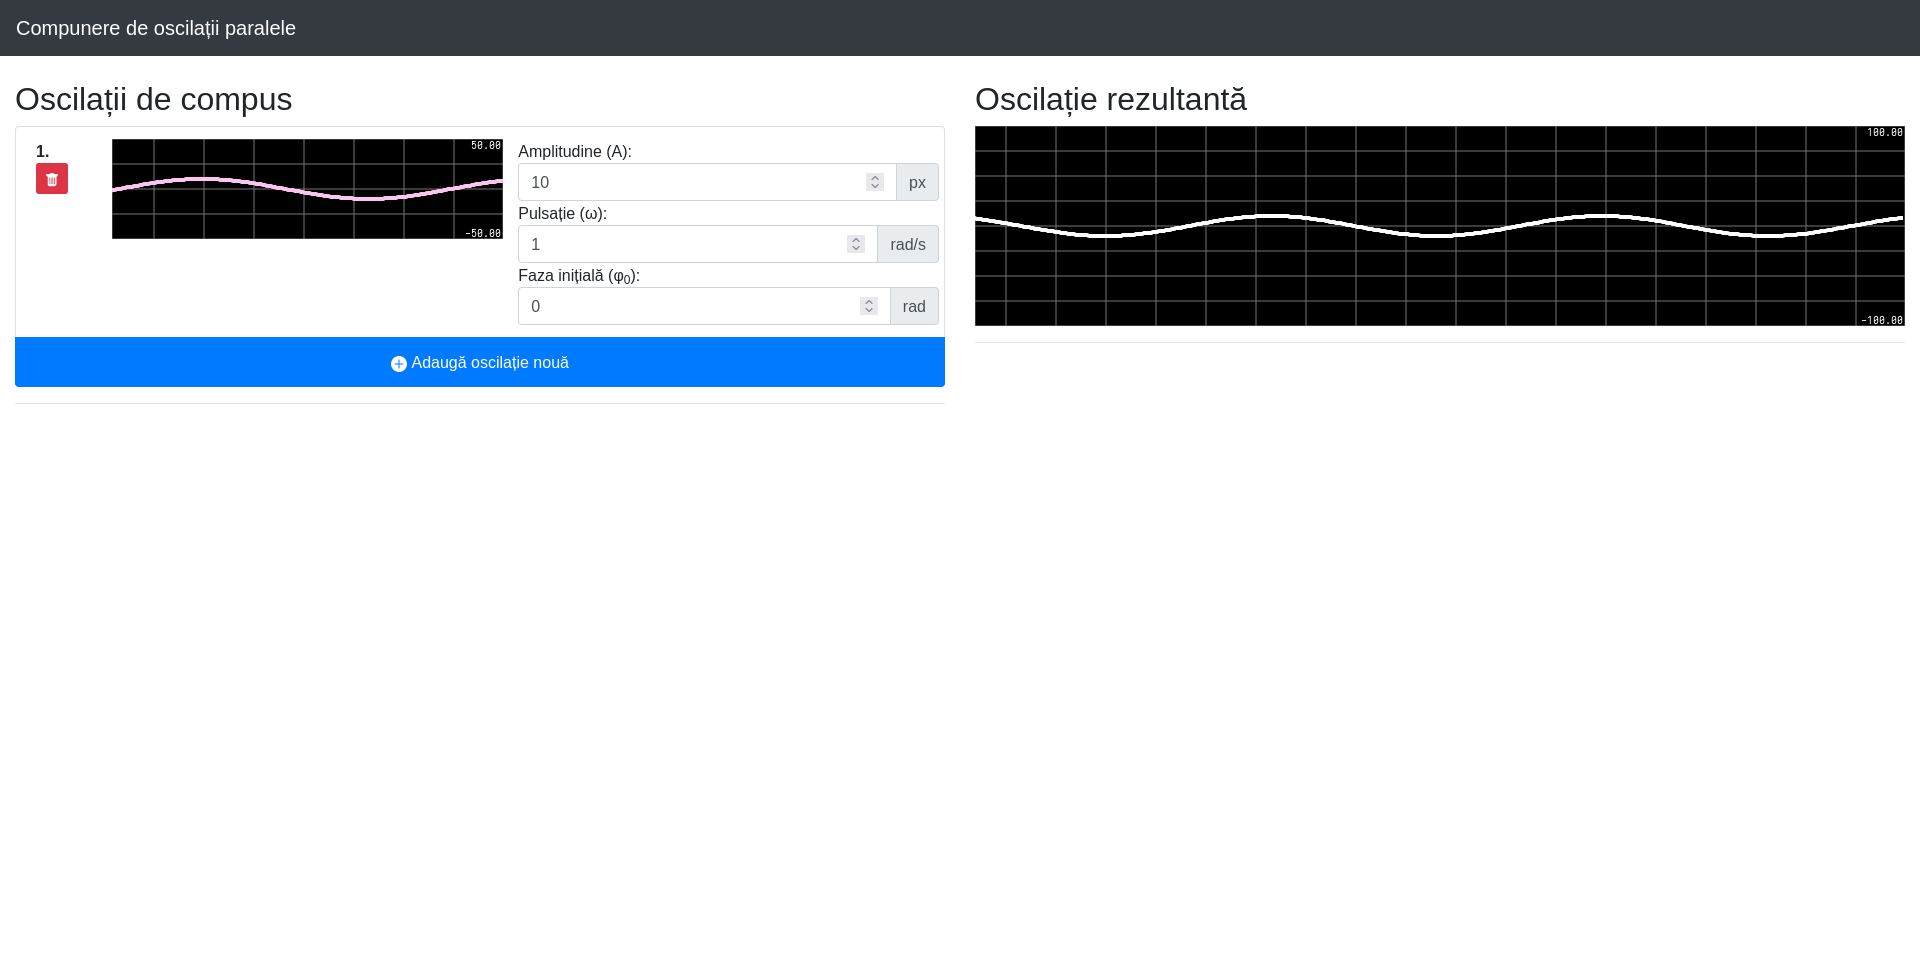 Compunere de oscilații paralele
Oscilații de compus
1.
50.00
-50.00
Amplitudine (A):
10
px
Pulsație (ω):
1
rad/s
Faza inițială (φ₀):
0
rad
Adaugă oscilație nouă
Oscilație rezultantă
100.00
-100.00